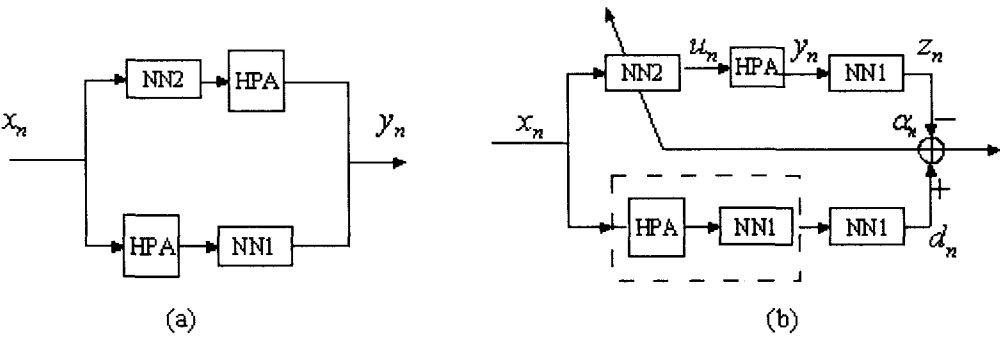 x_n
NN2
HPA
y_n
HPA
NN1
(a)
x_n
NN2
u_n
HPA
y_n
NN1
z_n
α_n
−
+
HPA
NN1
NN1
d_n
(b)